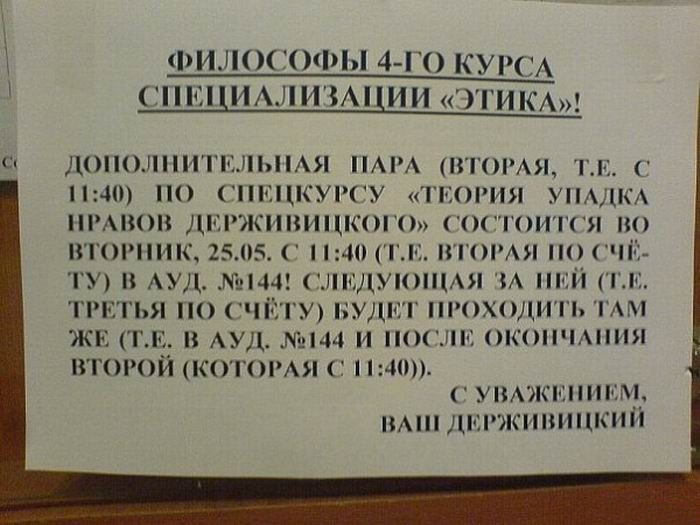 ФИЛОСОФЫ 4-ГО КУРСА
СПЕЦИАЛИЗАЦИИ «ЭТИКА»!
ДОПОЛНИТЕЛЬНАЯ ПАРА (ВТОРАЯ, Т.Е. С
11:40) ПО СПЕЦКУРСУ «ТЕОРИЯ УПАДКА
НРАВОВ ДЕРЖИВИЦКОГО» СОСТОИТСЯ ВО
ВТОРНИК, 25.05. С 11:40 (Т.Е. ВТОРАЯ ПО СЧЁ-
ТУ) В АУД. №144! СЛЕДУЮЩАЯ ЗА НЕЙ (Т.Е.
ТРЕТЬЯ ПО СЧЁТУ) БУДЕТ ПРОХОДИТЬ ТАМ
ЖЕ (Т.Е. В АУД. №144 И ПОСЛЕ ОКОНЧАНИЯ
ВТОРОЙ (КОТОРАЯ С 11:40)).
С УВАЖЕНИЕМ,
ВАШ ДЕРЖИВИЦКИЙ